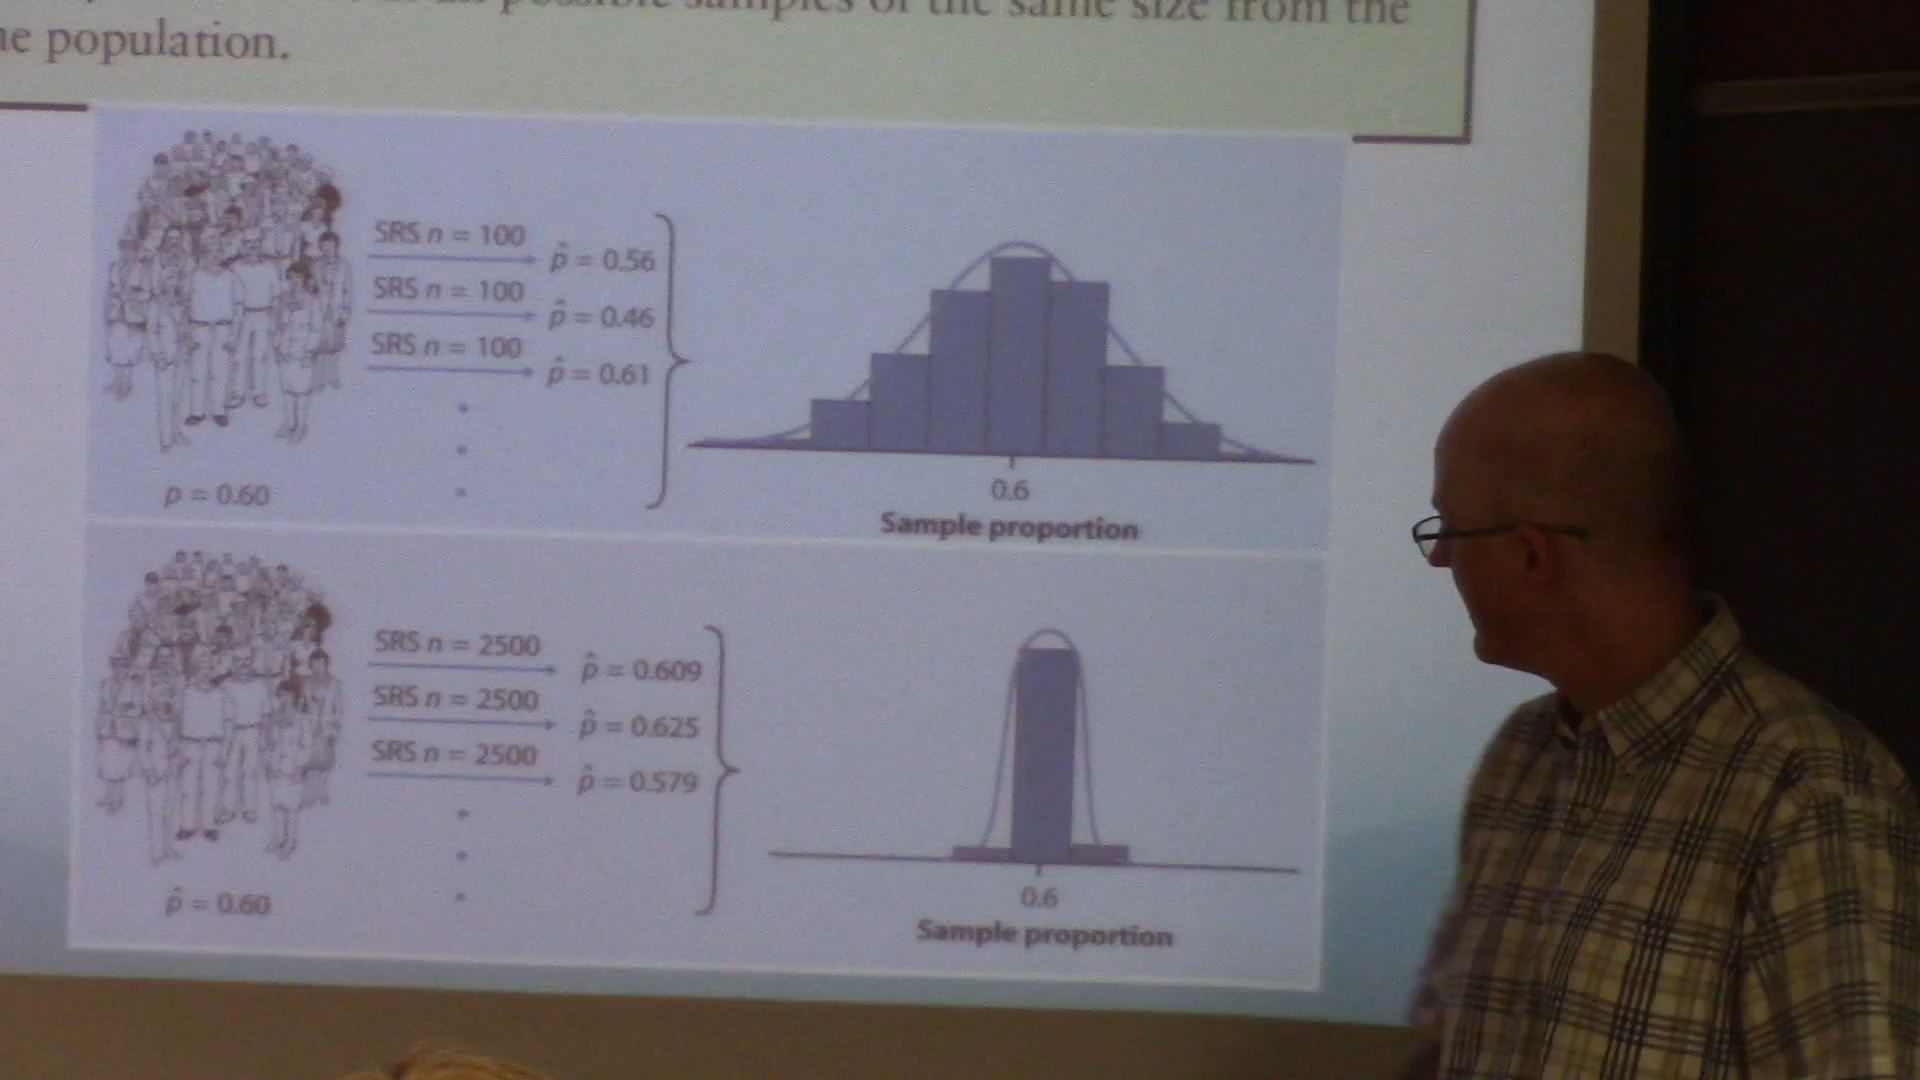 possible samples of the same size from the
population.
SRS n = 100
p̂ = 0.56
SRS n = 100
p̂ = 0.46
SRS n = 100
p̂ = 0.61
p = 0.60
0.6
Sample proportion
SRS n = 2500
p̂ = 0.609
SRS n = 2500
p̂ = 0.625
SRS n = 2500
p̂ = 0.579
p̂ = 0.60
0.6
Sample proportion